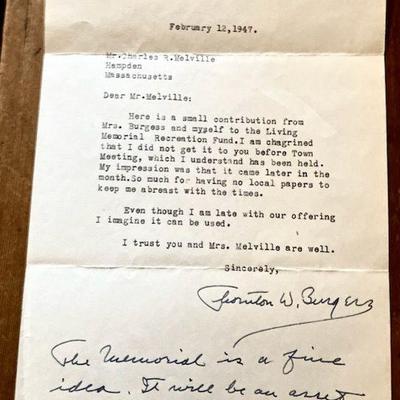 February 12,1947.
Mr.Charles R.Melville
Hampden
Massachusetts
Dear Mr.Melville:
Here is a small contribution from
Mrs. Burgess and myself to the Living
Memorial Recreation Fund.I am chagrined
that I did not get it to you before Town
Meeting, which I understand has been held.
My impression was that it came later in the
month.So much for having no local papers to
keep me abreast with the times.
Even though I am late with our offering
I imagine it can be used.
I trust you and Mrs. Melville are well.
Sincerely,
Thornton W. Burgess
The Memorial is a fine
idea. It will be an asset